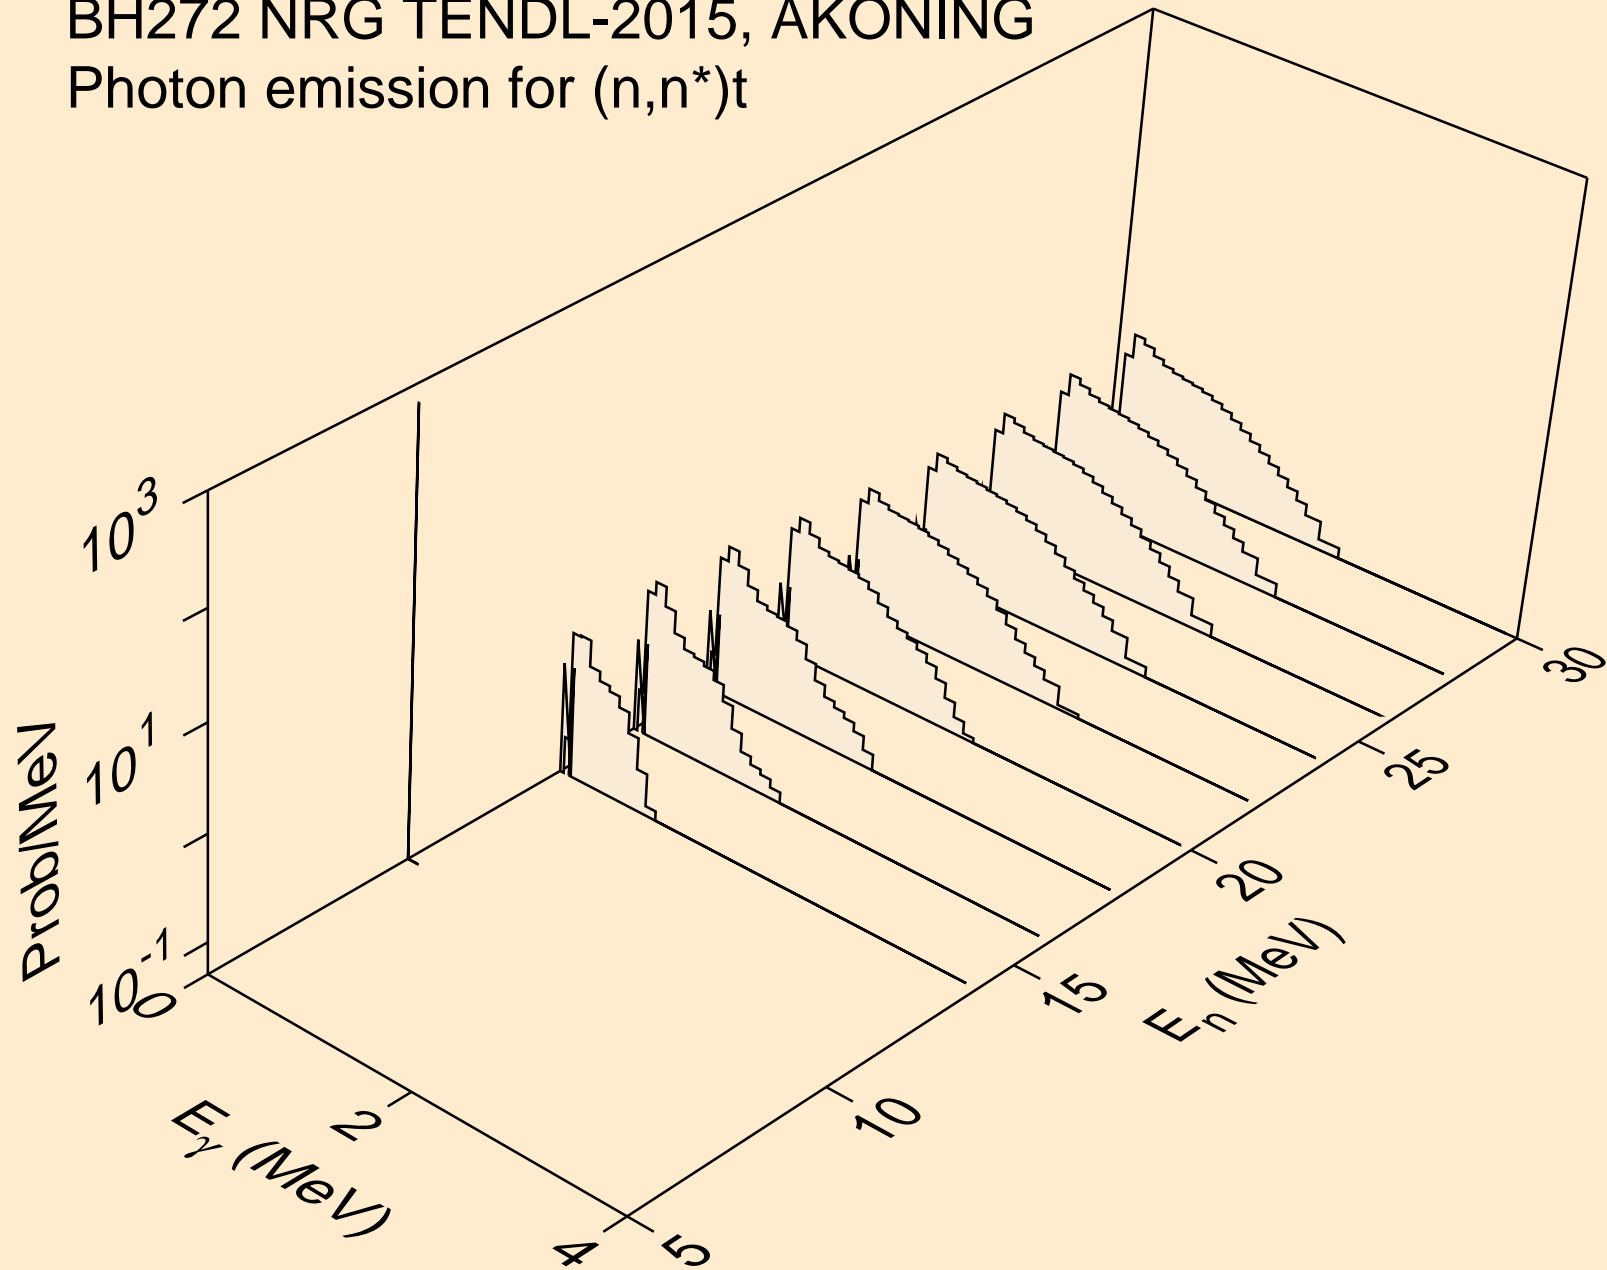 BH272 NRG TENDL-2015, AKONING
Photon emission for (n,n*)t
10^3
10^1
10^-1
Prob/MeV
0
2
4
Eγ (MeV)
5
10
15
20
25
30
En (MeV)